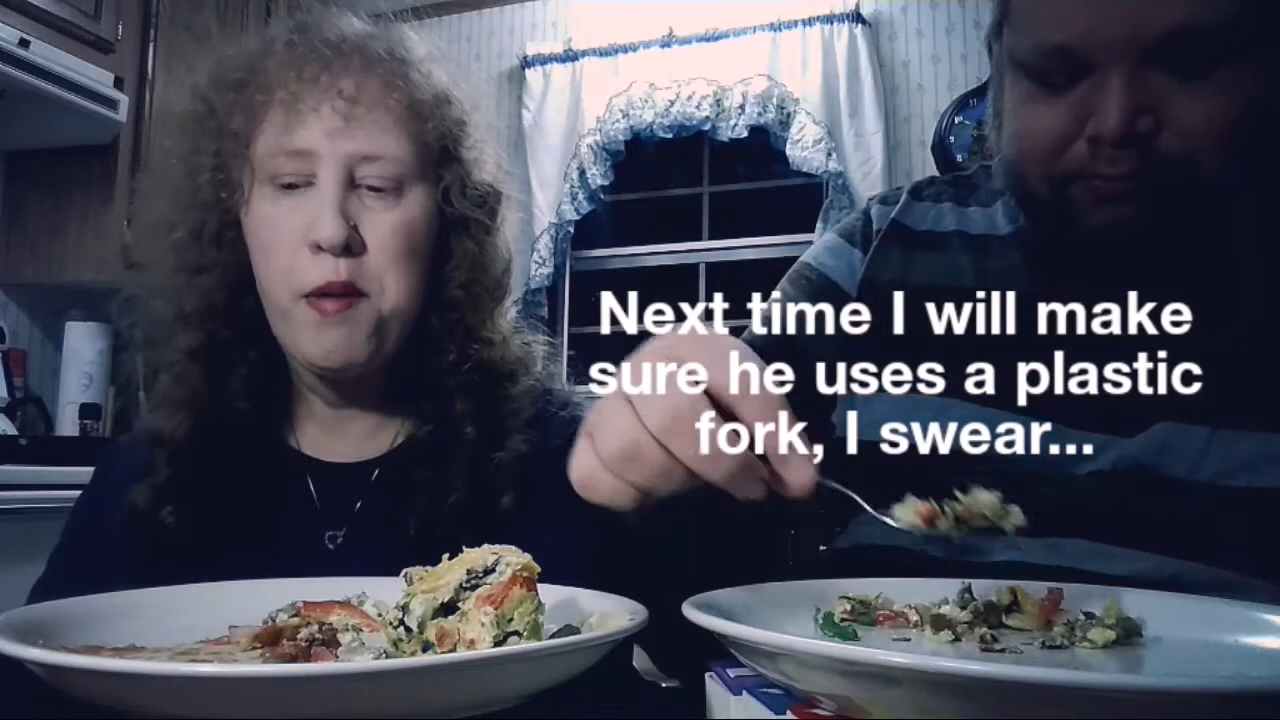 Next time I will make
sure he uses a plastic
fork, I swear...